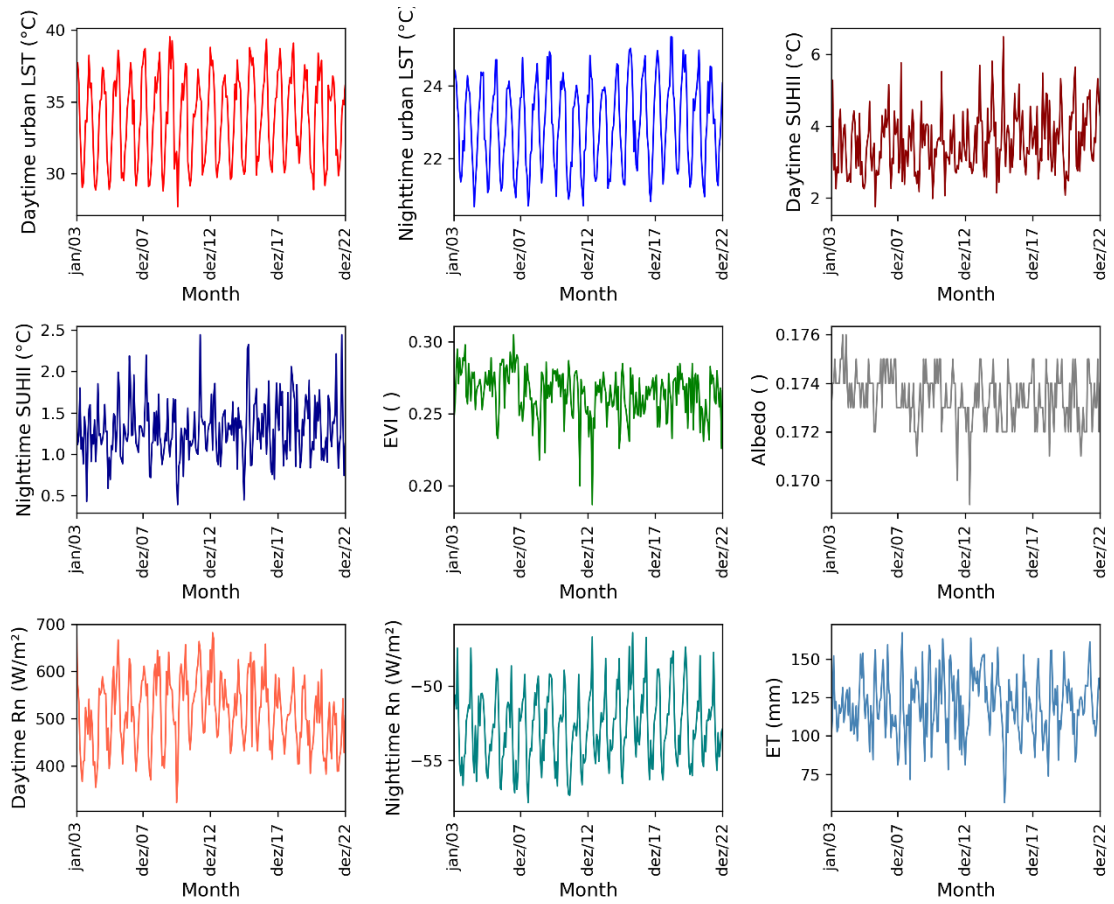 Daytime urban LST (°C)
40
35
30
jan/03
dez/07
dez/12
dez/17
dez/22
Month
Nighttime urban LST (°C)
24
22
jan/03
dez/07
dez/12
dez/17
dez/22
Month
Daytime SUHII (°C)
6
4
2
jan/03
dez/07
dez/12
dez/17
dez/22
Month
Nighttime SUHII (°C)
2.5
2.0
1.5
1.0
0.5
jan/03
dez/07
dez/12
dez/17
dez/22
Month
EVI ( )
0.30
0.25
0.20
jan/03
dez/07
dez/12
dez/17
dez/22
Month
Albedo ( )
0.176
0.174
0.172
0.170
jan/03
dez/07
dez/12
dez/17
dez/22
Month
Daytime Rn (W/m²)
700
600
500
400
jan/03
dez/07
dez/12
dez/17
dez/22
Month
Nighttime Rn (W/m²)
−50
−55
jan/03
dez/07
dez/12
dez/17
dez/22
Month
ET (mm)
150
125
100
75
jan/03
dez/07
dez/12
dez/17
dez/22
Month